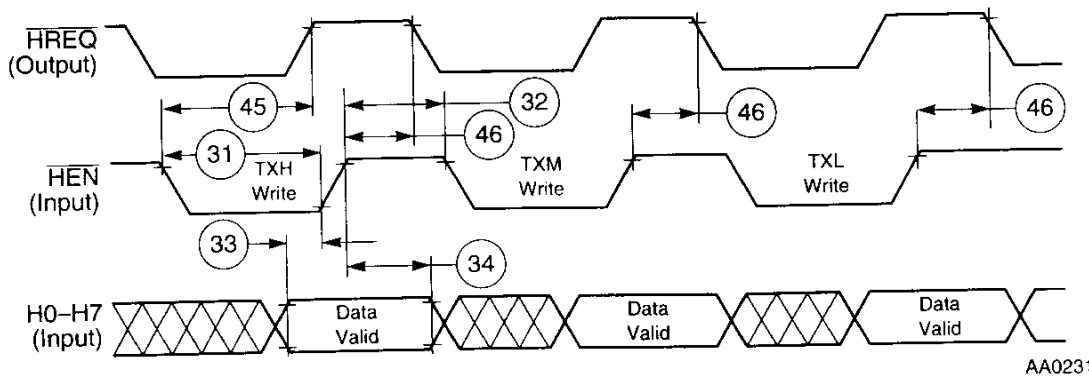 HREQ
(Output)
45
32
46
46
46
31
TXH
Write
TXM
Write
TXL
Write
HEN
(Input)
33
34
H0–H7
(Input)
Data
Valid
Data
Valid
Data
Valid
AA0231